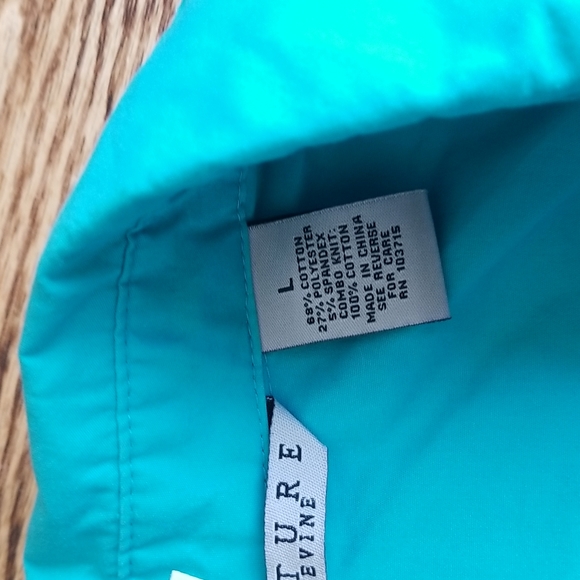 L
68% COTTON
27% POLYESTER
5% SPANDEX
COMBO KNIT:
100% COTTON
MADE IN CHINA
SEE REVERSE
FOR CARE
RN 103715
TURE
EVINE